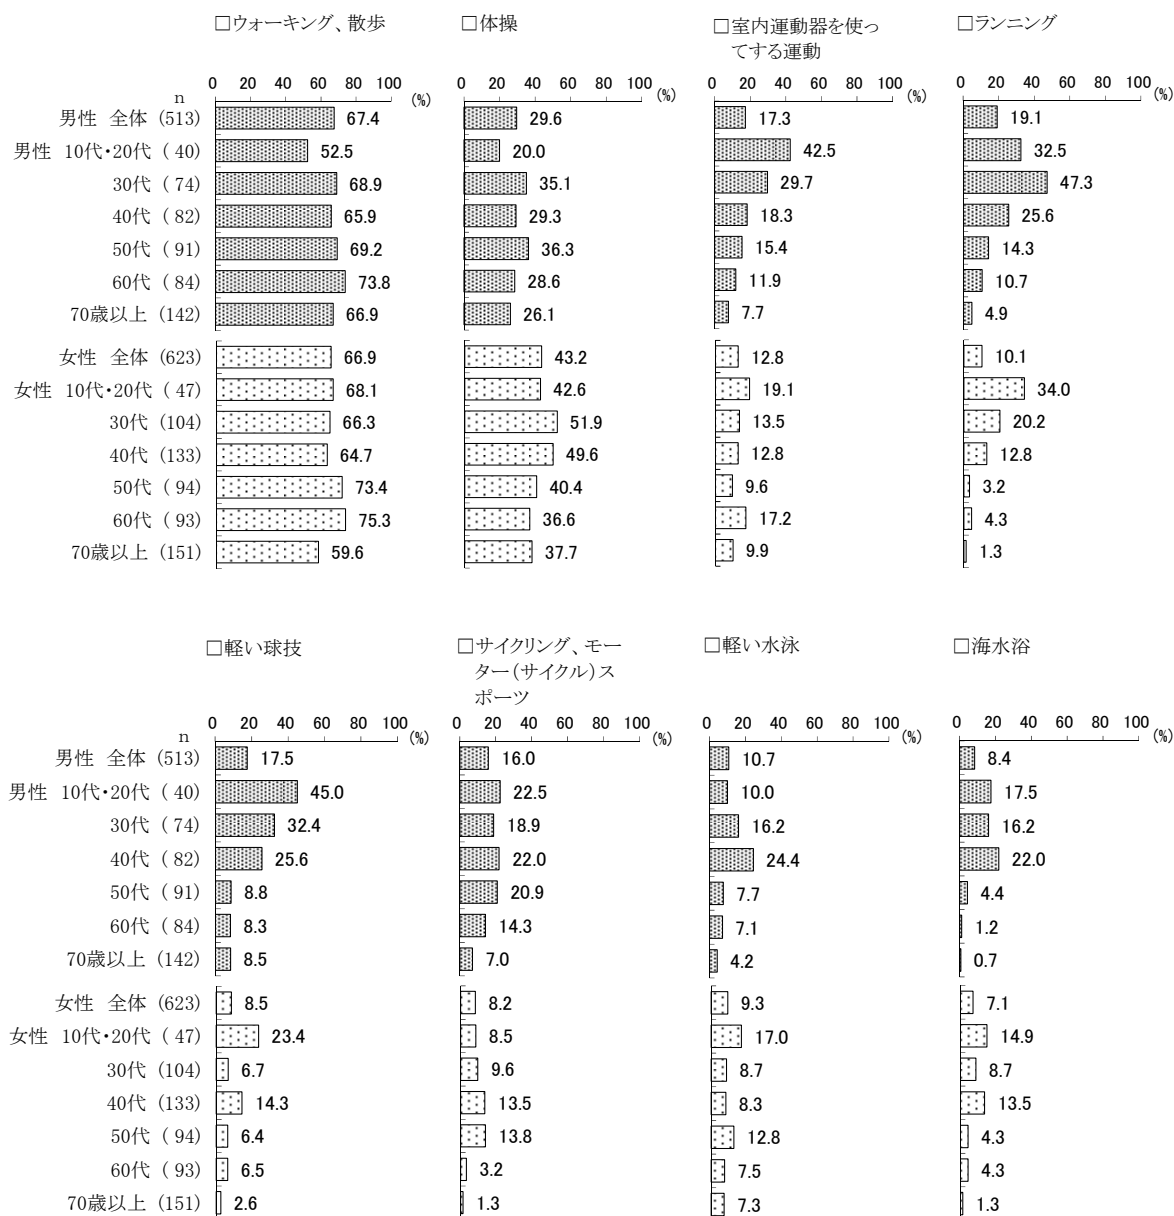 □ウォーキング、散歩 □体操 □室内運動器を使っ □ランニング
てする運動
0 20 40 60 80 100 0 20 40 60 80 100 0 20 40 60 80 100 0 20 40 60 80 100
n (%) (%) (%) (%)
男性 全体 (513) 67.4 29.6 17.3 19.1
男性 10代・20代 ( 40) 52.5 20.0 42.5 32.5
30代 ( 74) 68.9 35.1 29.7 47.3
40代 ( 82) 65.9 29.3 18.3 25.6
50代 ( 91) 69.2 36.3 15.4 14.3
60代 ( 84) 73.8 28.6 11.9 10.7
70歳以上 (142) 66.9 26.1 7.7 4.9
女性 全体 (623) 66.9 43.2 12.8 10.1
女性 10代・20代 ( 47) 68.1 42.6 19.1 34.0
30代 (104) 66.3 51.9 13.5 20.2
40代 (133) 64.7 49.6 12.8 12.8
50代 ( 94) 73.4 40.4 9.6 3.2
60代 ( 93) 75.3 36.6 17.2 4.3
70歳以上 (151) 59.6 37.7 9.9 1.3
□軽い球技 □サイクリング、モー □軽い水泳 □海水浴
ター(サイクル)ス
ポーツ
0 20 40 60 80 100 0 20 40 60 80 100 0 20 40 60 80 100 0 20 40 60 80 100
n (%) (%) (%) (%)
男性 全体 (513) 17.5 16.0 10.7 8.4
男性 10代・20代 ( 40) 45.0 22.5 10.0 17.5
30代 ( 74) 32.4 18.9 16.2 16.2
40代 ( 82) 25.6 22.0 24.4 22.0
50代 ( 91) 8.8 20.9 7.7 4.4
60代 ( 84) 8.3 14.3 7.1 1.2
70歳以上 (142) 8.5 7.0 4.2 0.7
女性 全体 (623) 8.5 8.2 9.3 7.1
女性 10代・20代 ( 47) 23.4 8.5 17.0 14.9
30代 (104) 6.7 9.6 8.7 8.7
40代 (133) 14.3 13.5 8.3 13.5
50代 ( 94) 6.4 13.8 12.8 4.3
60代 ( 93) 6.5 3.2 7.5 4.3
70歳以上 (151) 2.6 1.3 7.3 1.3